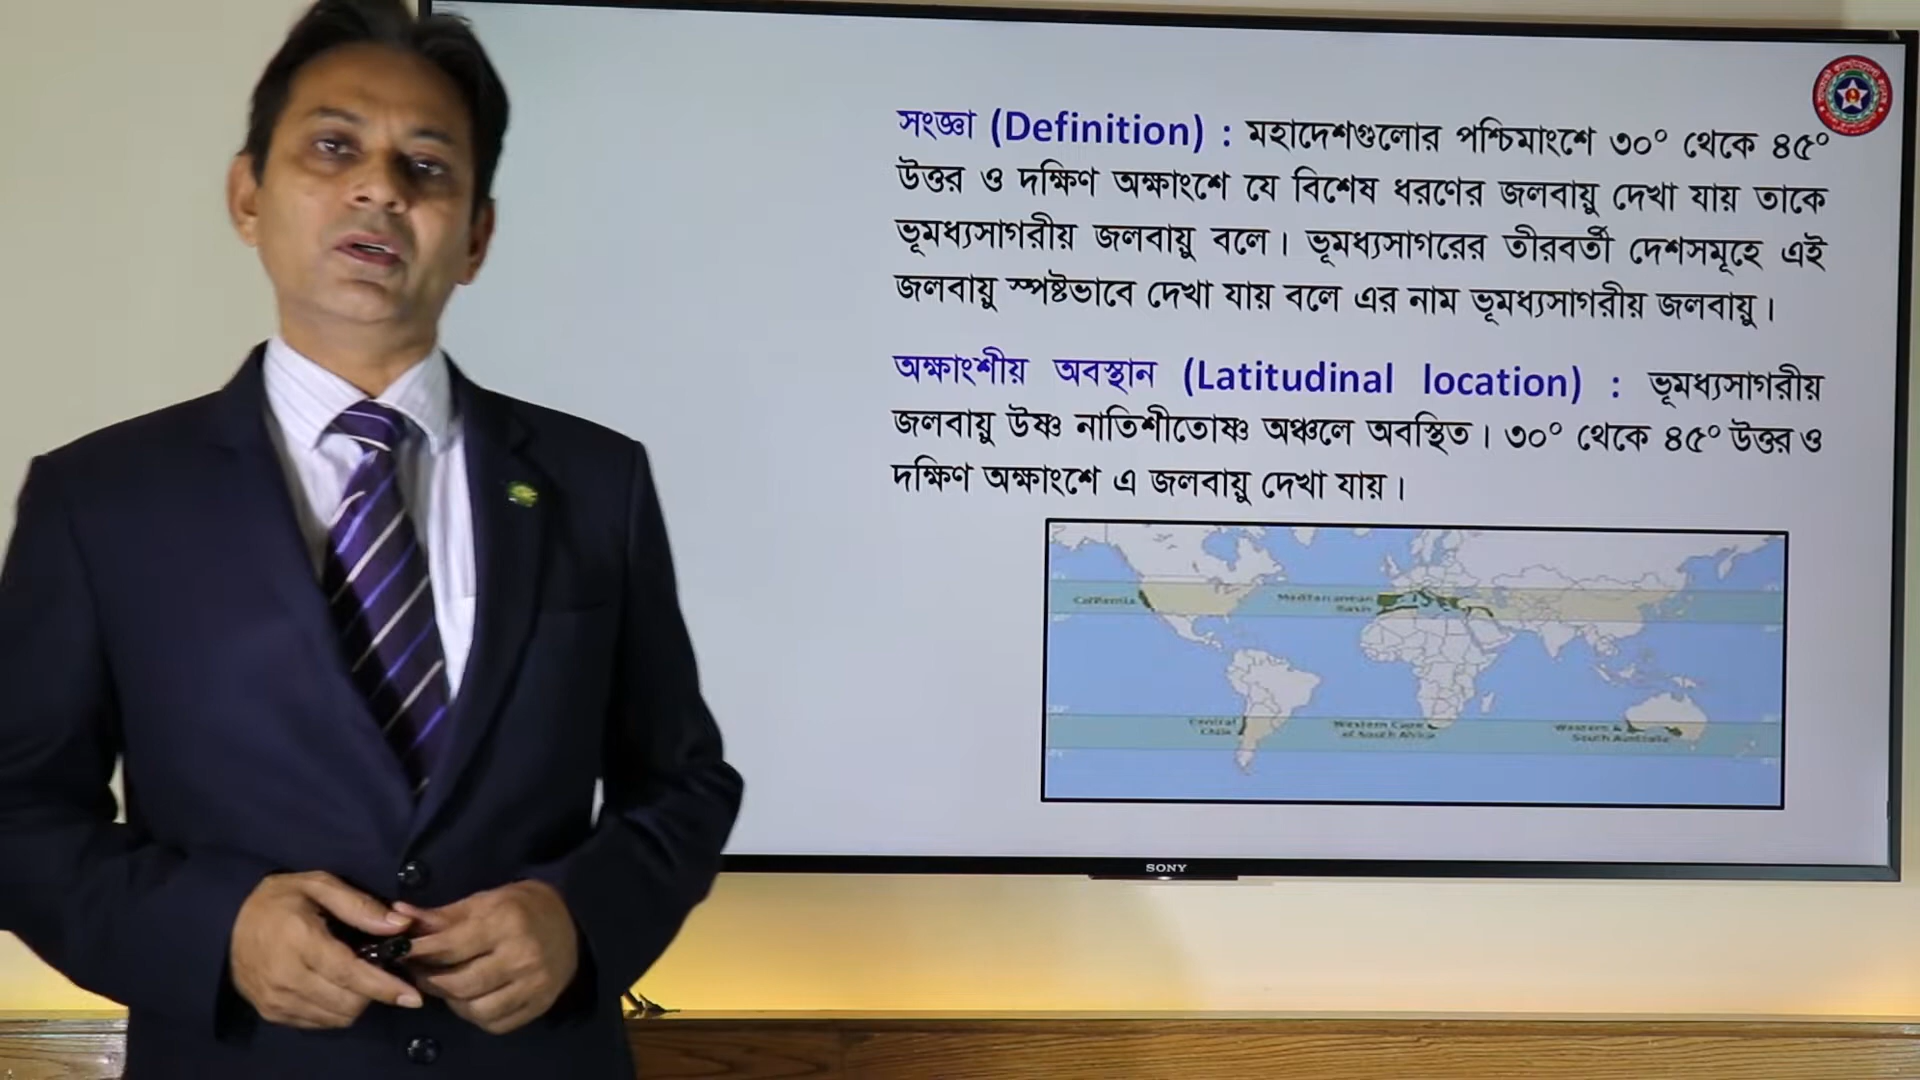 সংজ্ঞা (Definition) : মহাদেশগুলোর পশ্চিমাংশে ৩০° থেকে ৪৫°
উত্তর ও দক্ষিণ অক্ষাংশে যে বিশেষ ধরণের জলবায়ু দেখা যায় তাকে
ভূমধ্যসাগরীয় জলবায়ু বলে। ভূমধ্যসাগরের তীরবর্তী দেশসমূহে এই
জলবায়ু স্পষ্টভাবে দেখা যায় বলে এর নাম ভূমধ্যসাগরীয় জলবায়ু।
অক্ষাংশীয় অবস্থান (Latitudinal location) : ভূমধ্যসাগরীয়
জলবায়ু উষ্ণ নাতিশীতোষ্ণ অঞ্চলে অবস্থিত। ৩০° থেকে ৪৫° উত্তর ও
দক্ষিণ অক্ষাংশে এ জলবায়ু দেখা যায়।
California
Mediterranean
Basin
Central
Chile
Western Cape
of South Africa
Western &
South Australia
SONY